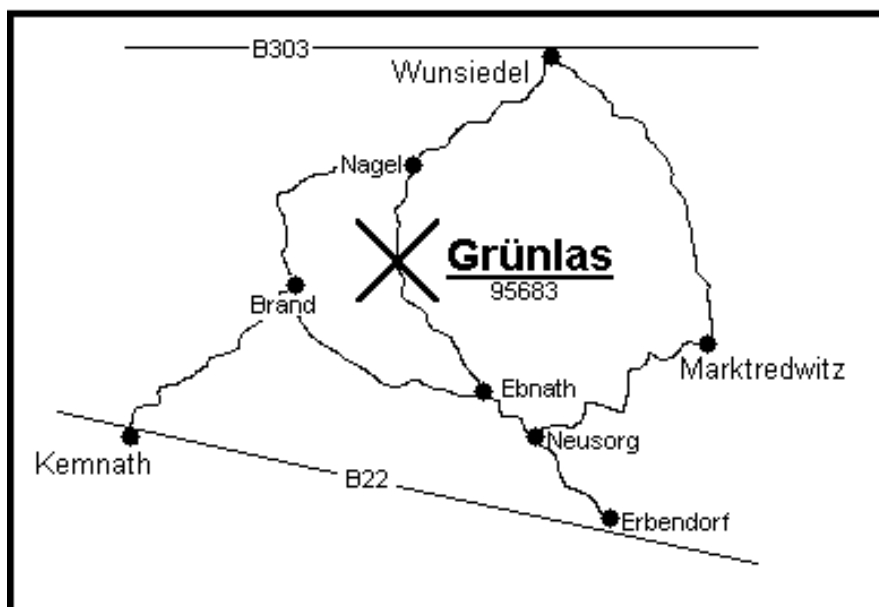 B303
Wunsiedel
Nagel
Grünlas
95683
Brand
Marktredwitz
Ebnath
Neusorg
Kemnath
B22
Erbendorf